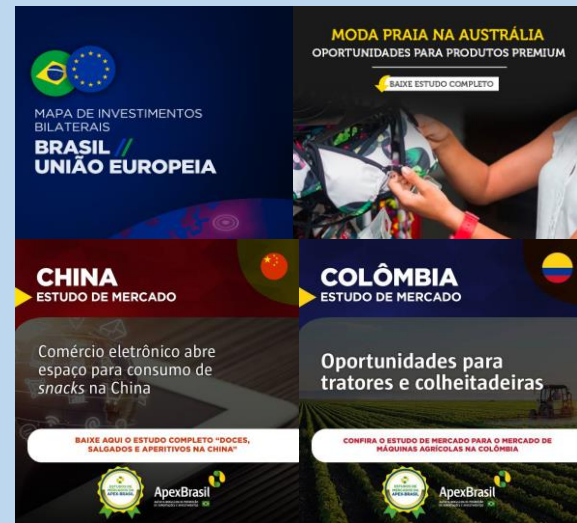 MAPA DE INVESTIMENTOS
BILATERAIS
BRASIL //
UNIÃO EUROPEIA
MODA PRAIA NA AUSTRÁLIA
OPORTUNIDADES PARA PRODUTOS PREMIUM
BAIXE ESTUDO COMPLETO
CHINA
ESTUDO DE MERCADO
Comércio eletrônico abre
espaço para consumo de
snacks na China
BAIXE AQUI O ESTUDO COMPLETO “DOCES,
SALGADOS E APERITIVOS NA CHINA”
ApexBrasil
COLÔMBIA
ESTUDO DE MERCADO
Oportunidades para
tratores e colheitadeiras
CONFIRA O ESTUDO DE MERCADO PARA O MERCADO DE
MÁQUINAS AGRÍCOLAS NA COLÔMBIA
ApexBrasil